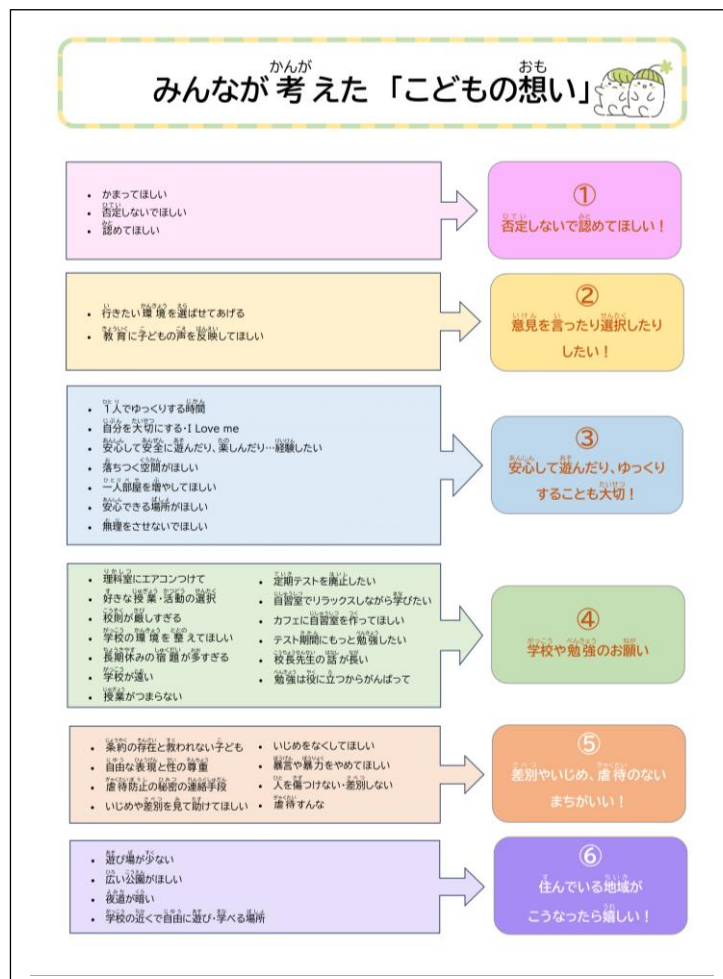 みんなが考えた「こどもの想い」
• かまってほしい
• 否定しないでほしい
• 認めてほしい
①
否定しないで認めてほしい！
• 行きたい環境を選ばせてあげる
• 教育に子どもの声を反映してほしい
②
意見を言ったり選択したり
したい！
• 1人でゆっくりする時間
• 自分を大切にする・I Love me
• 安心して安全に遊んだり、楽しんだり…経験したい
• 落ちつく空間がほしい
• 一人部屋を増やしてほしい
• 安心できる場所がほしい
• 無理をさせないでほしい
③
安心して遊んだり、ゆっくり
することも大切！
• 理科室にエアコンつけて
• 好きな授業・活動の選択
• 校則が厳しすぎる
• 学校の環境を整えてほしい
• 長期休みの宿題が多すぎる
• 学校が遠い
• 授業がつまらない
• 定期テストを廃止したい
• 自習室でリラックスしながら学びたい
• カフェに自習室を作ってほしい
• テスト期間にもっと勉強したい
• 校長先生の話が長い
• 勉強は役に立つからがんばって
④
学校や勉強のお願い
• 条約の存在と救われない子ども
• 自由な表現と性の尊重
• 虐待防止の秘密の連絡手段
• いじめや差別を見て助けてほしい
• いじめをなくしてほしい
• 暴言や暴力をやめてほしい
• 人を傷つけない・差別しない
• 虐待すんな
⑤
差別やいじめ、虐待のない
まちがいい！
• 遊び場が少ない
• 広い公園がほしい
• 夜道が暗い
• 学校の近くで自由に遊び・学べる場所
⑥
住んでいる地域が
こうなったら嬉しい！